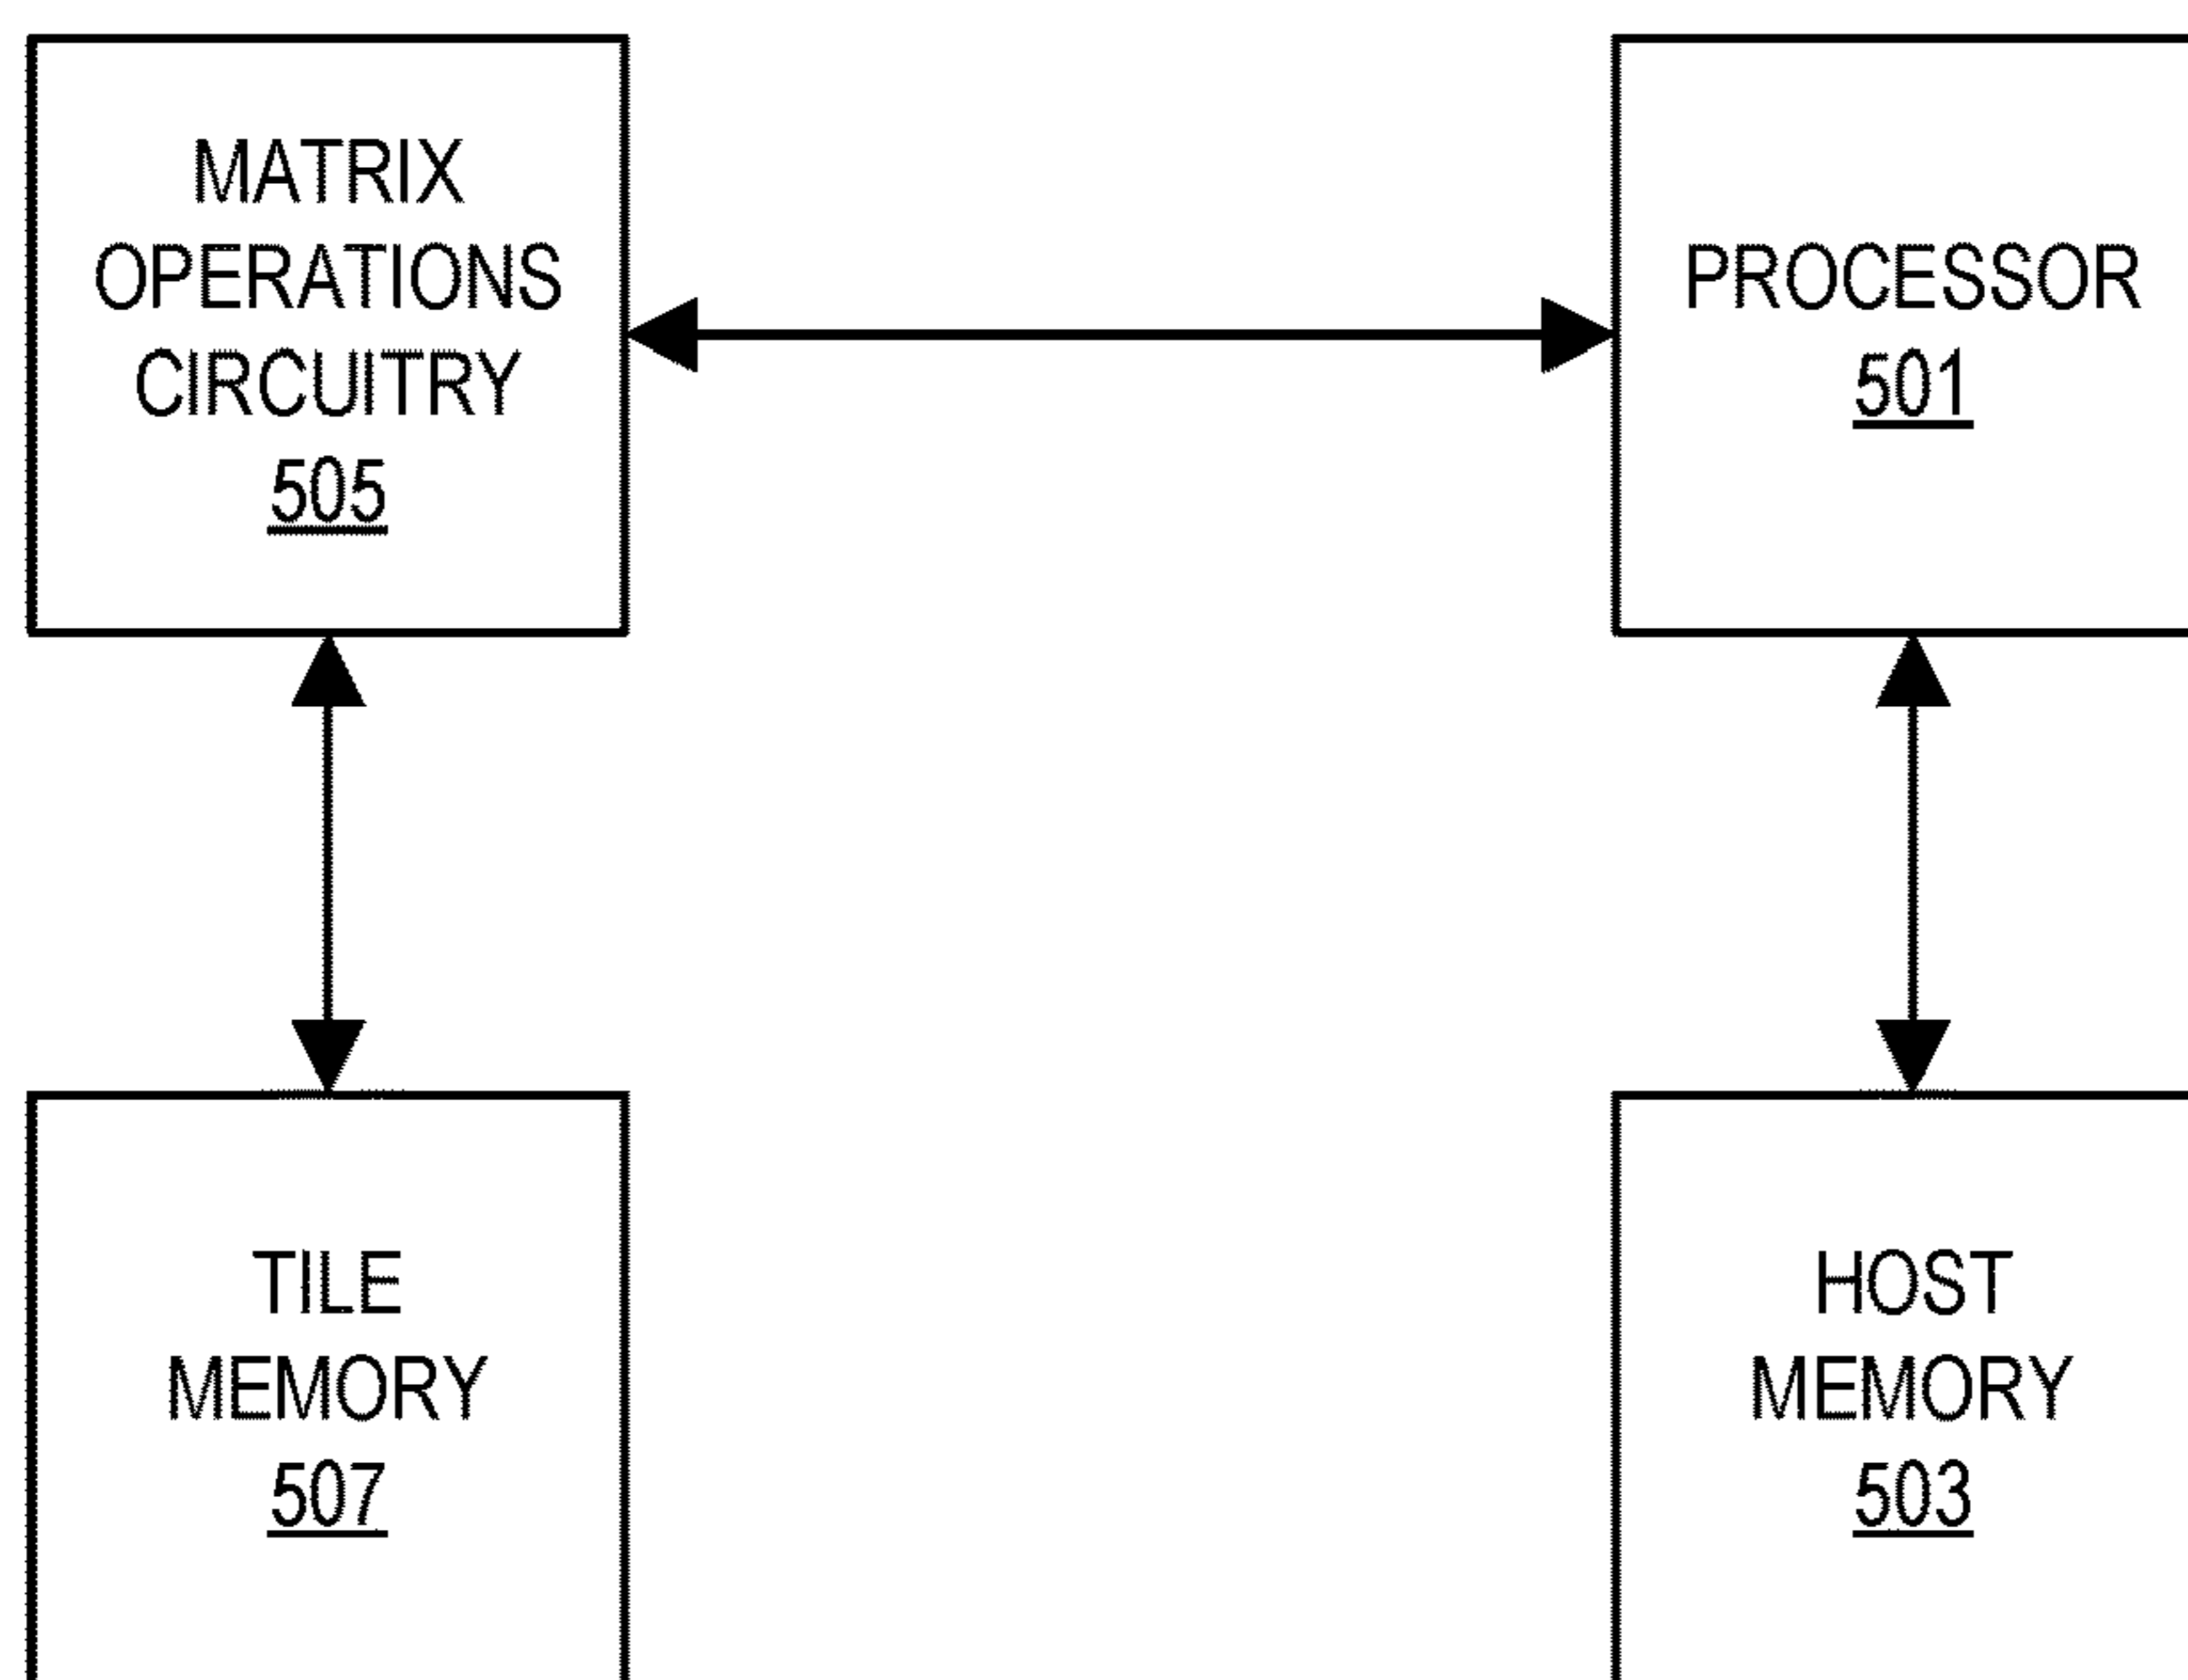 MATRIX
OPERATIONS
CIRCUITRY
505
PROCESSOR
501
TILE
MEMORY
507
HOST
MEMORY
503